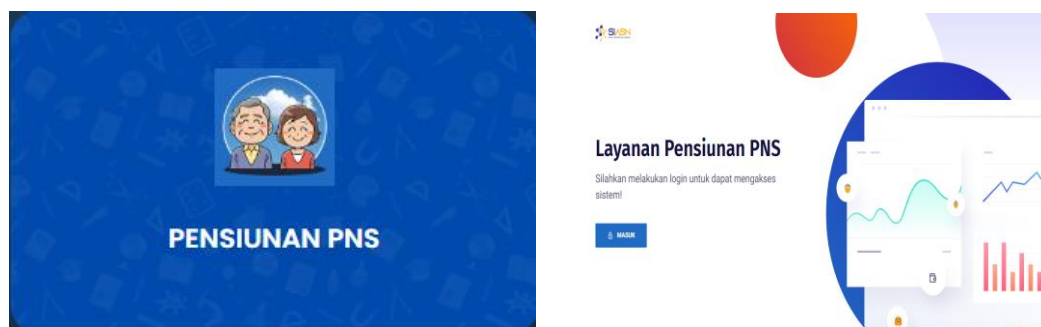 PENSIUNAN PNS
SIASN
Layanan Pensiunan PNS
Silahkan melakukan login untuk dapat mengakses
sistem!
MASUK